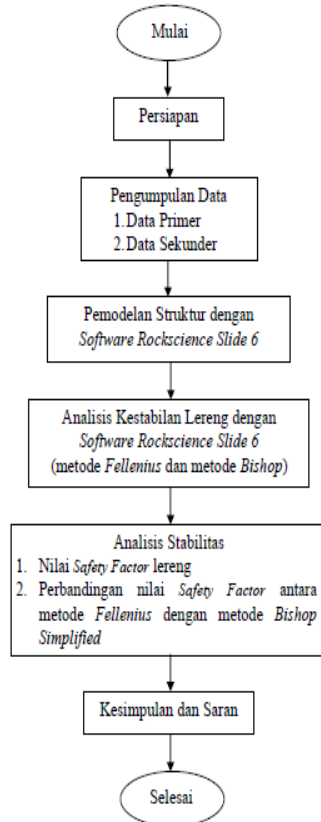 Mulai
Persiapan
Pengumpulan Data
1.Data Primer
2.Data Sekunder
Pemodelan Struktur dengan
Software Rockscience Slide 6
Analisis Kestabilan Lereng dengan
Software Rockscience Slide 6
(metode Fellenius dan metode Bishop)
Analisis Stabilitas
1. Nilai Safety Factor lereng
2. Perbandingan nilai Safety Factor antara
metode Fellenius dengan metode Bishop
Simplified
Kesimpulan dan Saran
Selesai